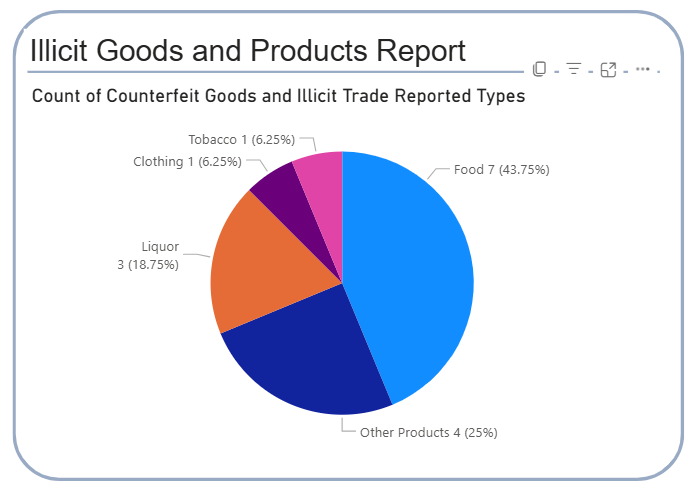 Illicit Goods and Products Report
Count of Counterfeit Goods and Illicit Trade Reported Types
Tobacco 1 (6.25%)
Clothing 1 (6.25%)
Food 7 (43.75%)
Liquor
3 (18.75%)
Other Products 4 (25%)